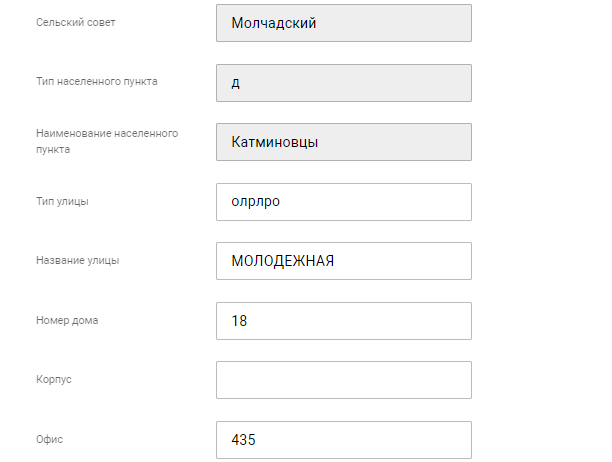 Сельский совет
Молчадский
Тип населенного пункта
д
Наименование населенного
пункта
Катминовцы
Тип улицы
олрлро
Название улицы
МОЛОДЕЖНАЯ
Номер дома
18
Корпус
Офис
435